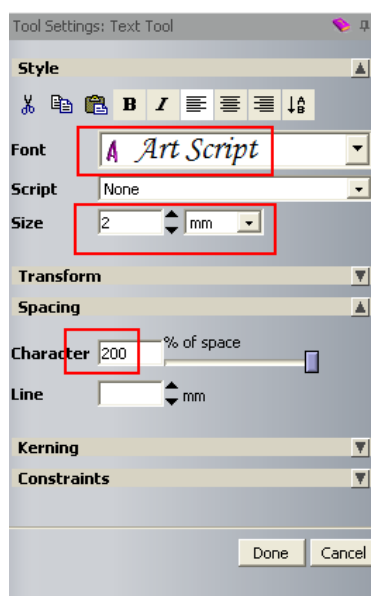 Tool Settings: Text Tool
Style
B I
Font Art Script
Script None
Size 2 mm
Transform
Spacing
Character 200 % of space
Line mm
Kerning
Constraints
Done Cancel